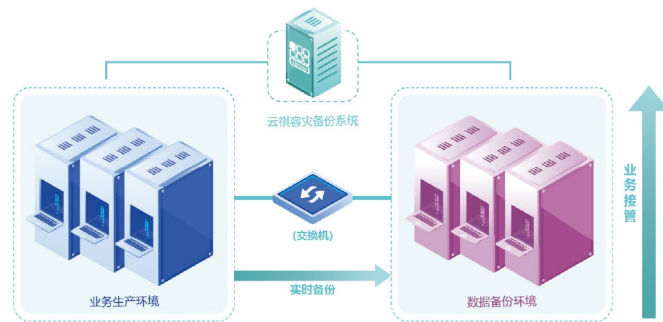 云祺容灾备份系统
(交换机)
业务接管
实时备份
业务生产环境
数据备份环境